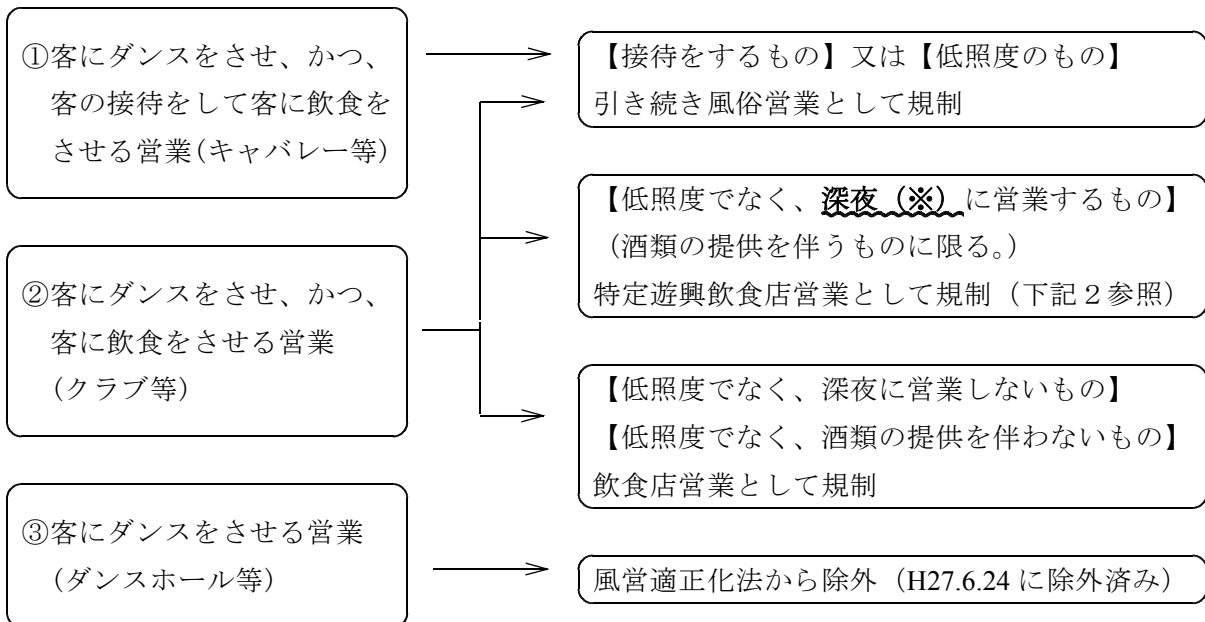 ①客にダンスをさせ、かつ、
客の接待をして客に飲食を
させる営業(キャバレー等)
②客にダンスをさせ、かつ、
客に飲食をさせる営業
(クラブ等)
③客にダンスをさせる営業
(ダンスホール等)
【接待をするもの】又は【低照度のもの】
引き続き風俗営業として規制
【低照度でなく、深夜(※)に営業するもの】
(酒類の提供を伴うものに限る。)
特定遊興飲食店営業として規制(下記2参照)
【低照度でなく、深夜に営業しないもの】
【低照度でなく、酒類の提供を伴わないもの】
飲食店営業として規制
風営適正化法から除外(H27.6.24に除外済み)